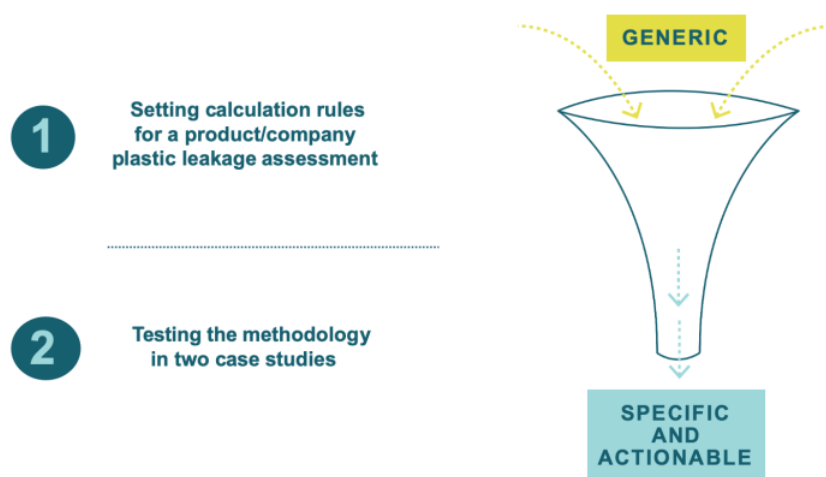 1
Setting calculation rules
for a product/company
plastic leakage assessment
2
Testing the methodology
in two case studies
GENERIC
SPECIFIC
AND
ACTIONABLE